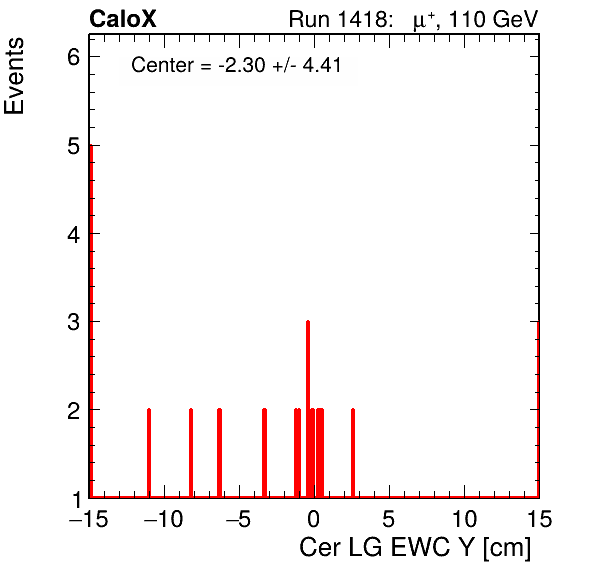 CaloX Run 1418: μ⁺, 110 GeV
Center = -2.30 +/- 4.41
Events
6
5
4
3
2
1
−15 −10 −5 0 5 10 15
Cer LG EWC Y [cm]